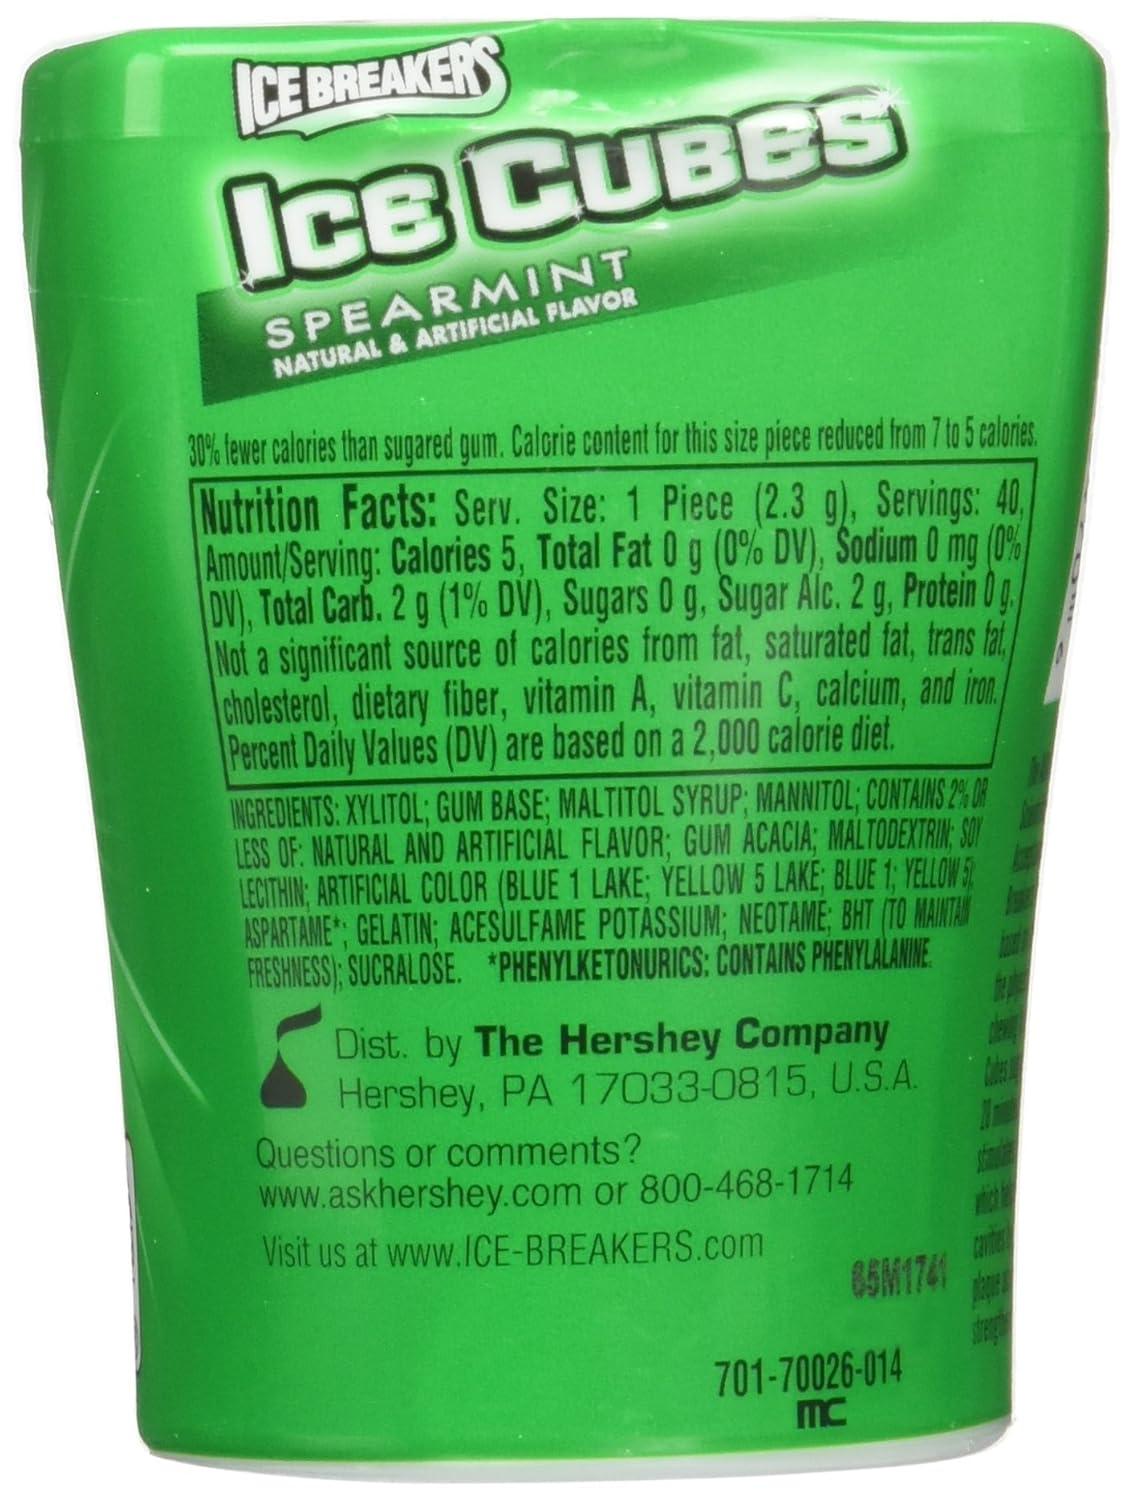 ICE BREAKERS
ICE CUBES
SPEARMINT
NATURAL & ARTIFICIAL FLAVOR
30% fewer calories than sugared gum. Calorie content for this size piece reduced from 7 to 5 calories.
Nutrition Facts: Serv. Size: 1 Piece (2.3 g), Servings: 40,
Amount/Serving: Calories 5, Total Fat 0 g (0% DV), Sodium 0 mg (0%
DV), Total Carb. 2 g (1% DV), Sugars 0 g, Sugar Alc. 2 g, Protein 0 g.
Not a significant source of calories from fat, saturated fat, trans fat,
cholesterol, dietary fiber, vitamin A, vitamin C, calcium, and iron.
Percent Daily Values (DV) are based on a 2,000 calorie diet.
INGREDIENTS: XYLITOL; GUM BASE; MALTITOL SYRUP; MANNITOL; CONTAINS 2% OR
LESS OF: NATURAL AND ARTIFICIAL FLAVOR; GUM ACACIA; MALTODEXTRIN; SOY
LECITHIN; ARTIFICIAL COLOR (BLUE 1 LAKE; YELLOW 5 LAKE; BLUE 1; YELLOW 5);
ASPARTAME*; GELATIN; ACESULFAME POTASSIUM; NEOTAME; BHT (TO MAINTAIN
FRESHNESS); SUCRALOSE. *PHENYLKETONURICS: CONTAINS PHENYLALANINE.
Dist. by The Hershey Company
Hershey, PA 17033-0815, U.S.A.
Questions or comments?
www.askhershey.com or 800-468-1714
Visit us at www.ICE-BREAKERS.com
65M1741
701-70026-014
MC